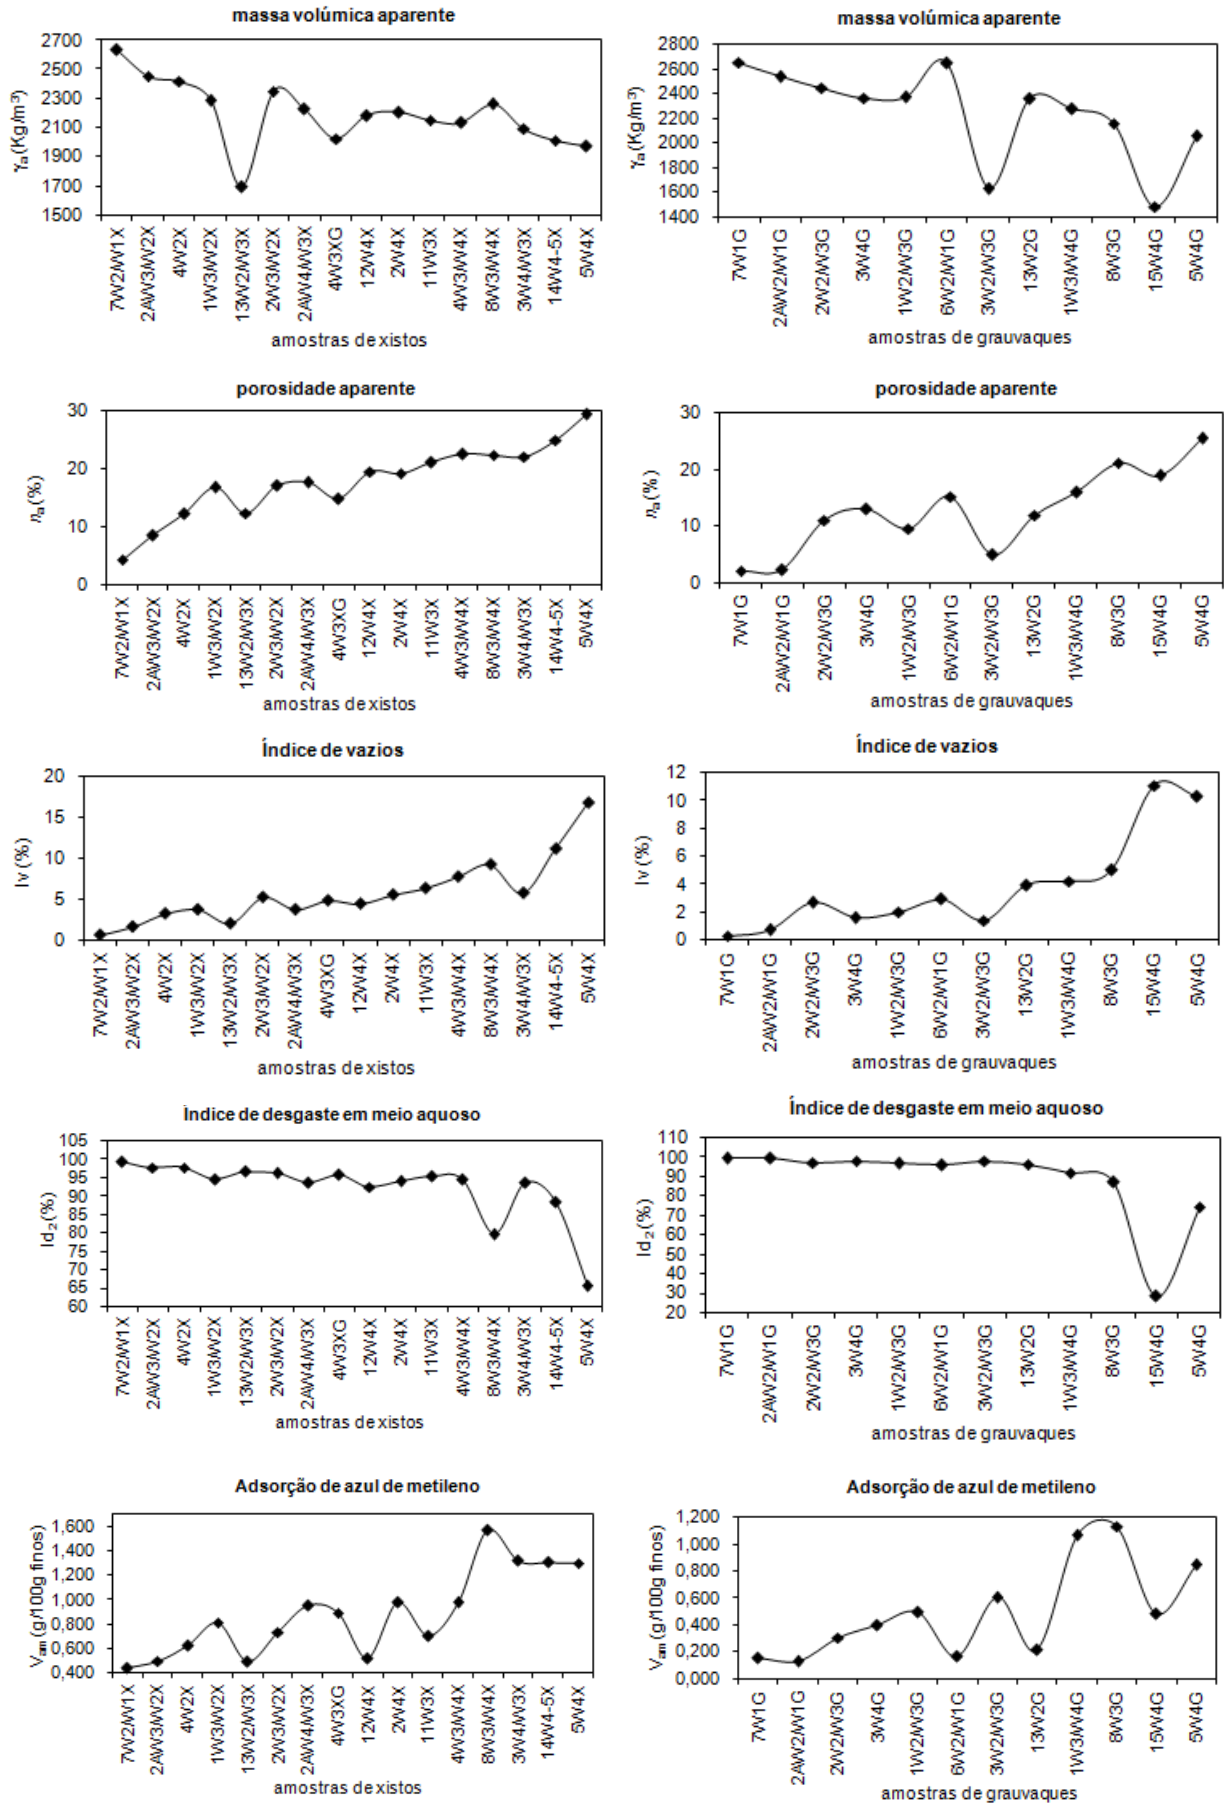 massa volúmica aparente
γa (Kg/m³)
2700
2500
2300
2100
1900
1700
1500
7W2/W1X
2AW3/W2X
4W2X
1W3/W2X
13W2/W3X
2W3/W2X
2AW4/W3X
4W3XG
12W4X
2W4X
11W3X
4W3/W4X
8W3/W4X
3W4/W3X
14W4-5X
5W4X
amostras de xistos
massa volúmica aparente
γa (Kg/m³)
2800
2600
2400
2200
2000
1800
1600
1400
7W1G
2AW2/W1G
2W2/W3G
3W4G
1W2/W3G
6W2/W1G
3W2/W3G
13W2G
1W3/W4G
8W3G
15W4G
5W4G
amostras de grauvaques
porosidade aparente
na (%)
30
20
10
0
7W2/W1X
2AW3/W2X
4W2X
1W3/W2X
13W2/W3X
2W3/W2X
2AW4/W3X
4W3XG
12W4X
2W4X
11W3X
4W3/W4X
8W3/W4X
3W4/W3X
14W4-5X
5W4X
amostras de xistos
porosidade aparente
na (%)
30
20
10
0
7W1G
2AW2/W1G
2W2/W3G
3W4G
1W2/W3G
6W2/W1G
3W2/W3G
13W2G
1W3/W4G
8W3G
15W4G
5W4G
amostras de grauvaques
Índice de vazios
Iv (%)
20
15
10
5
0
7W2/W1X
2AW3/W2X
4W2X
1W3/W2X
13W2/W3X
2W3/W2X
2AW4/W3X
4W3XG
12W4X
2W4X
11W3X
4W3/W4X
8W3/W4X
3W4/W3X
14W4-5X
5W4X
amostras de xistos
Índice de vazios
Iv (%)
12
10
8
6
4
2
0
7W1G
2AW2/W1G
2W2/W3G
3W4G
1W2/W3G
6W2/W1G
3W2/W3G
13W2G
1W3/W4G
8W3G
15W4G
5W4G
amostras de grauvaques
Índice de desgaste em meio aquoso
Id₂ (%)
105
100
95
90
85
80
75
70
65
60
7W2/W1X
2AW3/W2X
4W2X
1W3/W2X
13W2/W3X
2W3/W2X
2AW4/W3X
4W3XG
12W4X
2W4X
11W3X
4W3/W4X
8W3/W4X
3W4/W3X
14W4-5X
5W4X
amostras de xistos
Índice de desgaste em meio aquoso
Id₂ (%)
110
100
90
80
70
60
50
40
30
20
7W1G
2AW2/W1G
2W2/W3G
3W4G
1W2/W3G
6W2/W1G
3W2/W3G
13W2G
1W3/W4G
8W3G
15W4G
5W4G
amostras de grauvaques
Adsorção de azul de metileno
Vam (g/100g finos)
1,600
1,400
1,200
1,000
0,800
0,600
0,400
7W2/W1X
2AW3/W2X
4W2X
1W3/W2X
13W2/W3X
2W3/W2X
2AW4/W3X
4W3XG
12W4X
2W4X
11W3X
4W3/W4X
8W3/W4X
3W4/W3X
14W4-5X
5W4X
amostras de xistos
Adsorção de azul de metileno
Vam (g/100g finos)
1,200
1,000
0,800
0,600
0,400
0,200
0,000
7W1G
2AW2/W1G
2W2/W3G
3W4G
1W2/W3G
6W2/W1G
3W2/W3G
13W2G
1W3/W4G
8W3G
15W4G
5W4G
amostras de grauvaques